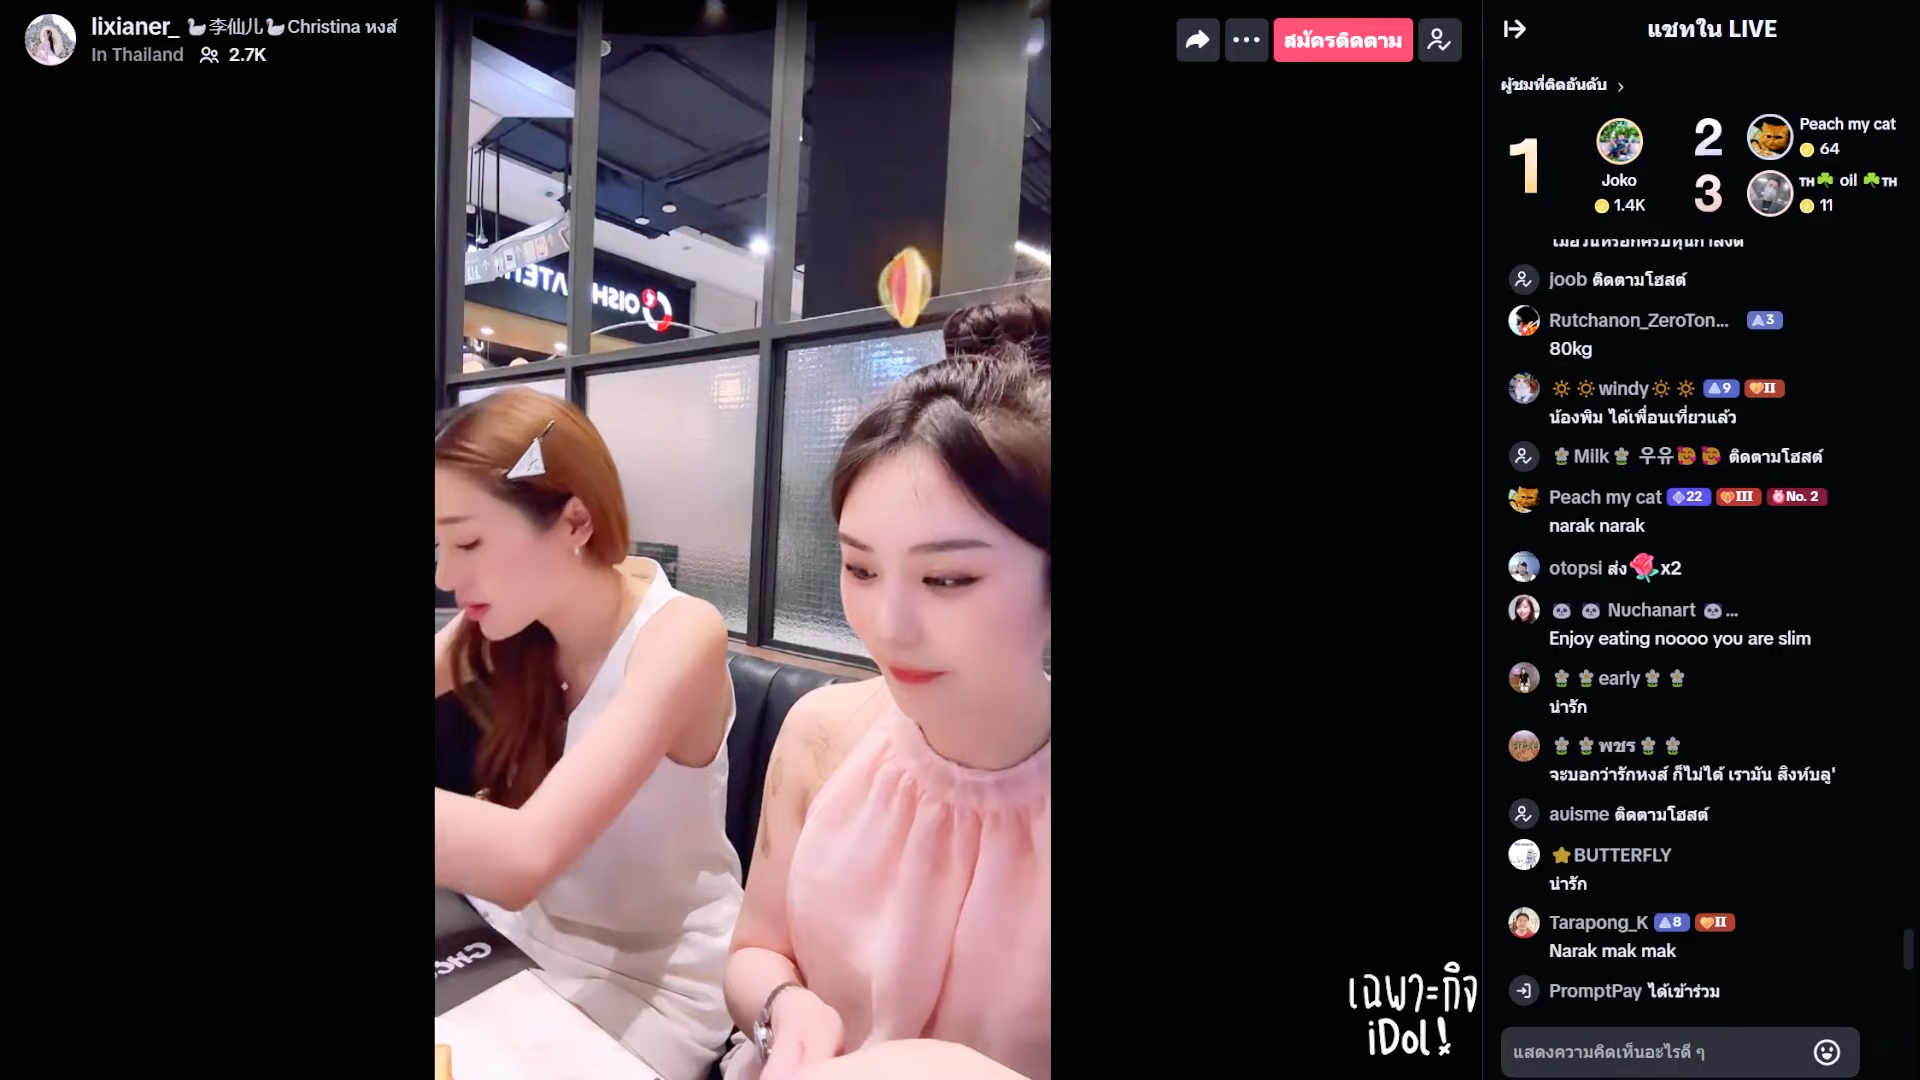 lixianer_ 🦢李仙儿🦢Christina หงส์
In Thailand 2.7K
สมัครติดตาม
แชทใน LIVE
ผู้ชมที่ติดอันดับ
1
Joko
1.4K
2
Peach my cat
64
3
TH☘️ oil ☘️TH
11
OISHI
joob ติดตามโฮสต์
Rutchanon_ZeroTon... 3
80kg
🔅🔅windy🔅🔅 9 II
น้องพิม ได้เพื่อนเที่ยวแล้ว
Milk 우유🥰🥰 ติดตามโฮสต์
Peach my cat 22 III No. 2
narak narak
otopsi ส่ง🌹x2
🐼🐼 Nuchanart 🐼...
Enjoy eating noooo you are slim
early
น่ารัก
พชร
จะบอกว่ารักหงส์ ก็ไม่ได้ เรามัน สิงห์บลู'
auisme ติดตามโฮสต์
⭐BUTTERFLY
น่ารัก
Tarapong_K 8 II
Narak mak mak
PromptPay ได้เข้าร่วม
แสดงความคิดเห็นอะไรดี ๆ
เฉพาะกิจ
iDol!